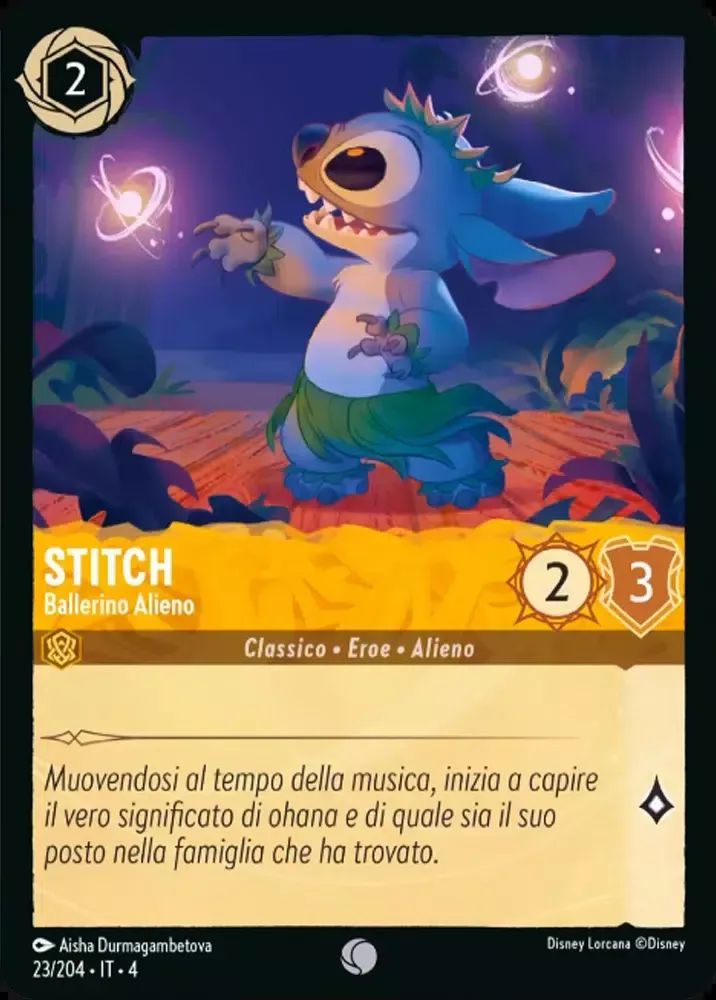 2
STITCH
Ballerino Alieno
2
3
Classico • Eroe • Alieno
Muovendosi al tempo della musica, inizia a capire
il vero significato di ohana e di quale sia il suo
posto nella famiglia che ha trovato.
Aisha Durmagambetova
Disney Lorcana ©Disney
23/204 • IT • 4